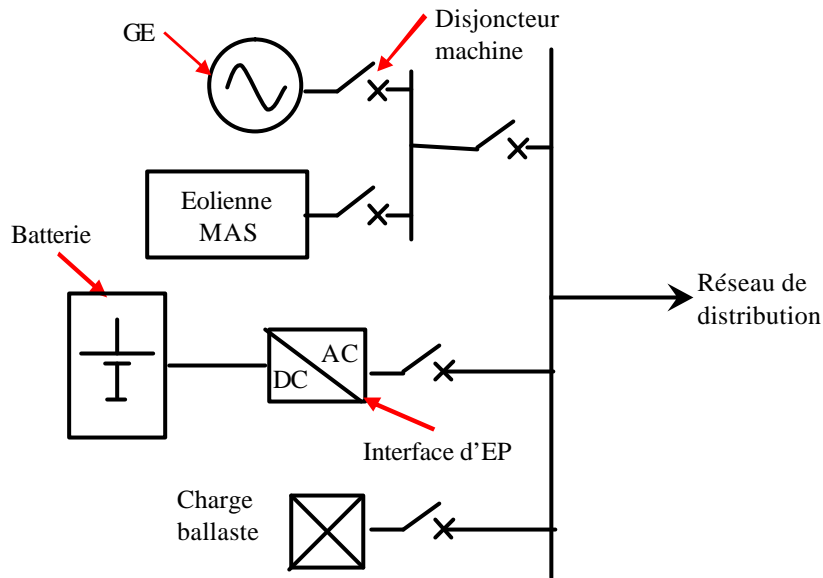 GE
Disjoncteur
machine
Eolienne
MAS
Batterie
Réseau de
distribution
AC
DC
Interface d’EP
Charge
ballaste